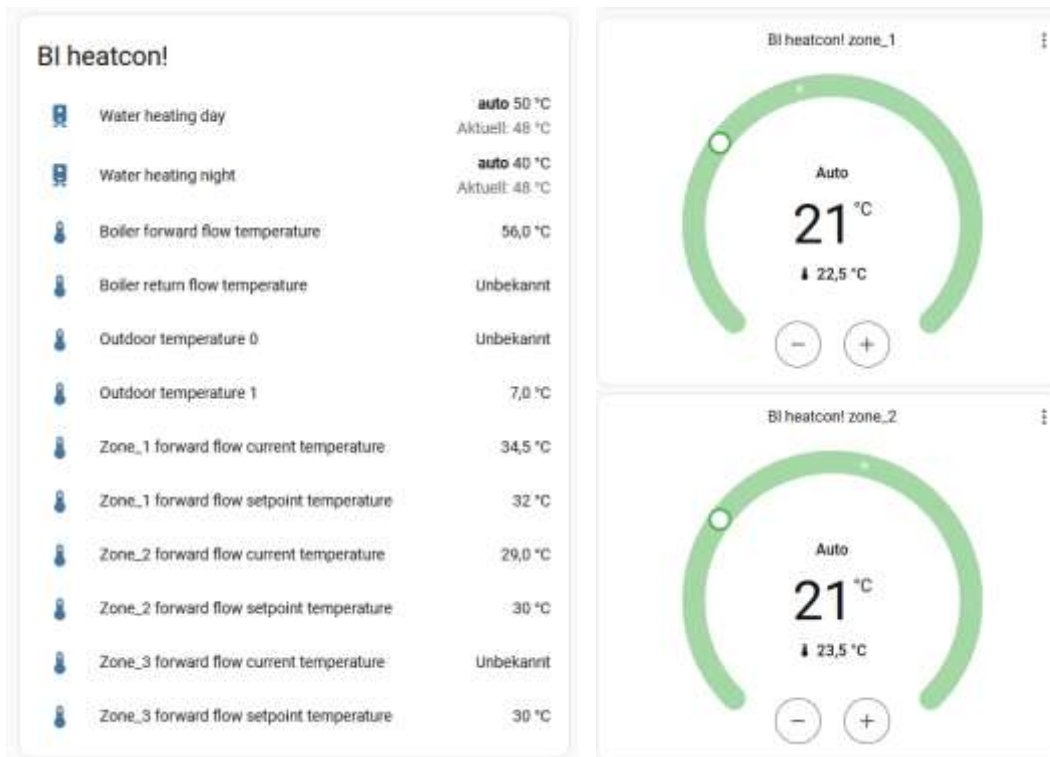 BI heatcon!
Water heating day
auto 50 °C
Aktuell: 48 °C
Water heating night
auto 40 °C
Aktuell: 48 °C
Boiler forward flow temperature 56,0 °C
Boiler return flow temperature Unbekannt
Outdoor temperature 0 Unbekannt
Outdoor temperature 1 7,0 °C
Zone_1 forward flow current temperature 34,5 °C
Zone_1 forward flow setpoint temperature 32 °C
Zone_2 forward flow current temperature 29,0 °C
Zone_2 forward flow setpoint temperature 30 °C
Zone_3 forward flow current temperature Unbekannt
Zone_3 forward flow setpoint temperature 30 °C
BI heatcon! zone_1
Auto
21 °C
22,5 °C
− +
BI heatcon! zone_2
Auto
21 °C
23,5 °C
− +